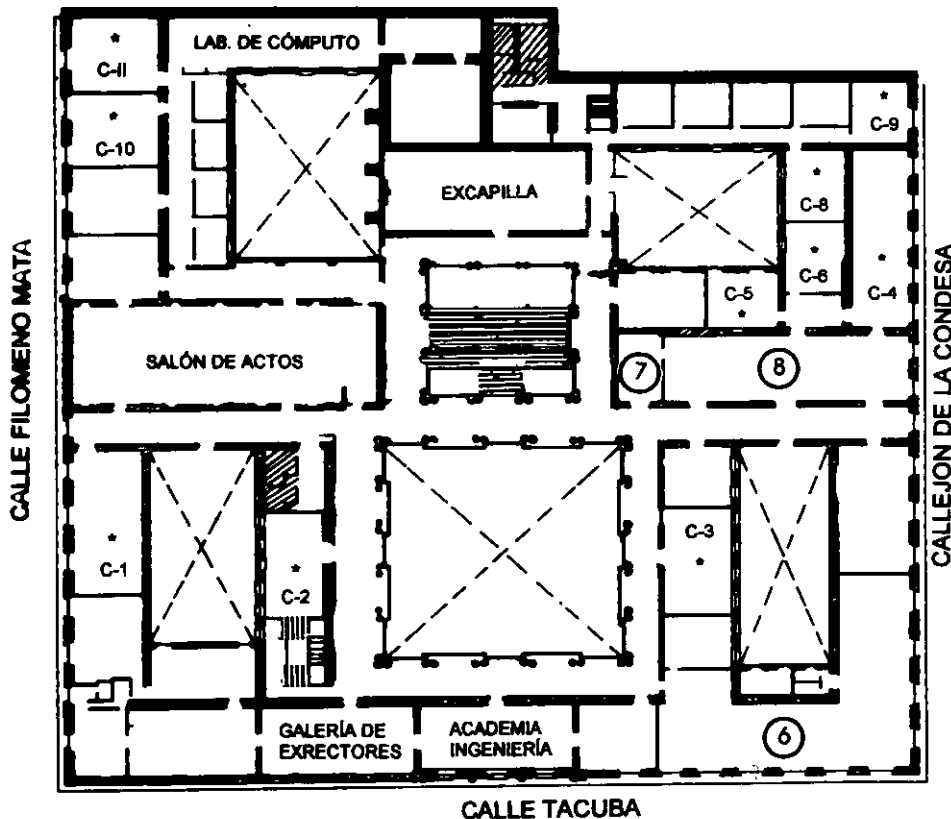 LAB. DE CÓMPUTO
*
C-II
*
C-10
*
C-9
EXCAPILLA
*
C-8
*
C-6
*
C-4
C-5
*
CALLE FILOMENO MATA
SALÓN DE ACTOS
7
8
CALLEJON DE LA CONDESA
*
C-1
*
C-2
C-3
*
GALERÍA DE
EXRECTORES
ACADEMIA
INGENIERÍA
6
CALLE TACUBA